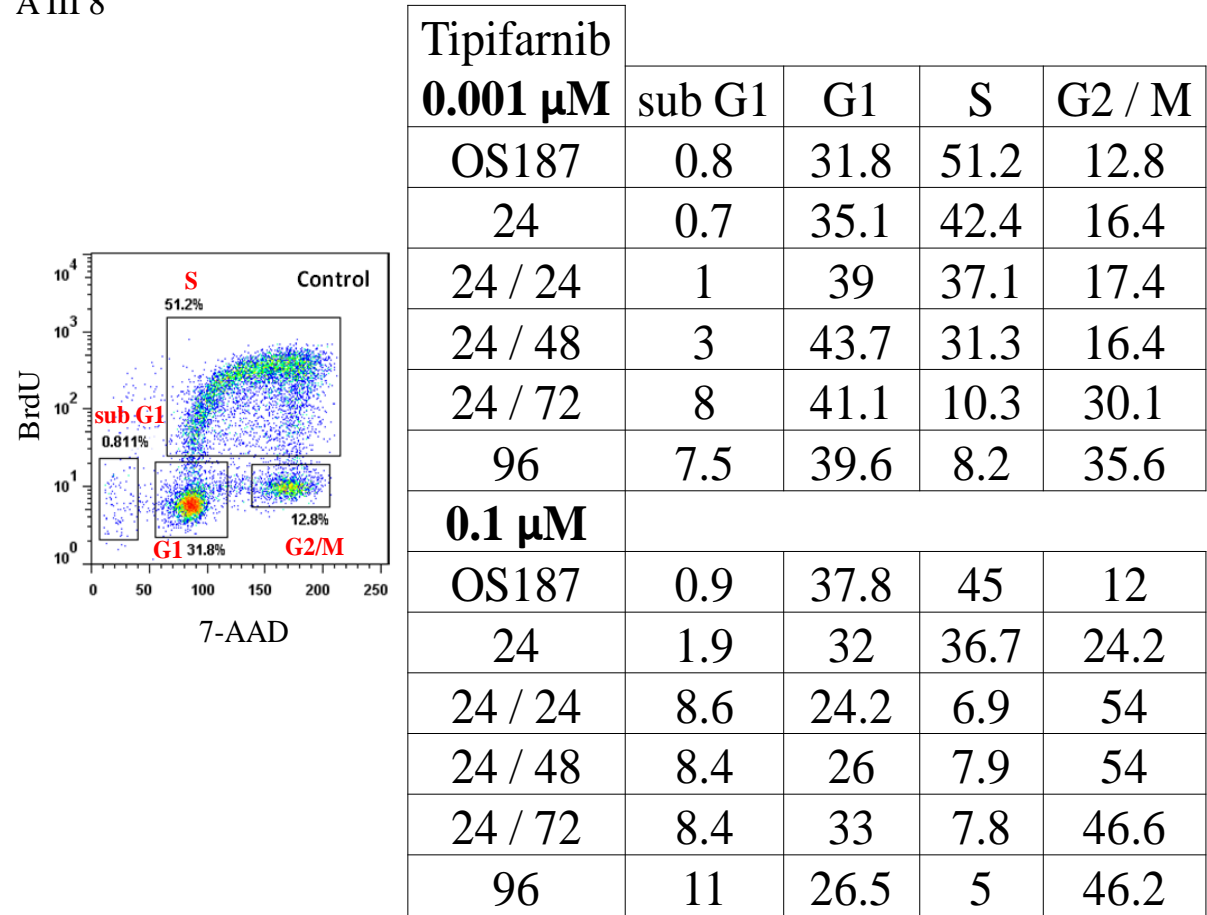 A III 8
Tipifarnib
0.001 μM sub G1 G1 S G2 / M
OS187 0.8 31.8 51.2 12.8
24 0.7 35.1 42.4 16.4
24 / 24 1 39 37.1 17.4
24 / 48 3 43.7 31.3 16.4
24 / 72 8 41.1 10.3 30.1
96 7.5 39.6 8.2 35.6
0.1 μM
OS187 0.9 37.8 45 12
24 1.9 32 36.7 24.2
24 / 24 8.6 24.2 6.9 54
24 / 48 8.4 26 7.9 54
24 / 72 8.4 33 7.8 46.6
96 11 26.5 5 46.2
S Control
51.2%
sub G1
0.811%
12.8%
G1 31.8% G2/M
10^4
10^3
10^2
10^1
10^0
BrdU
0 50 100 150 200 250
7-AAD